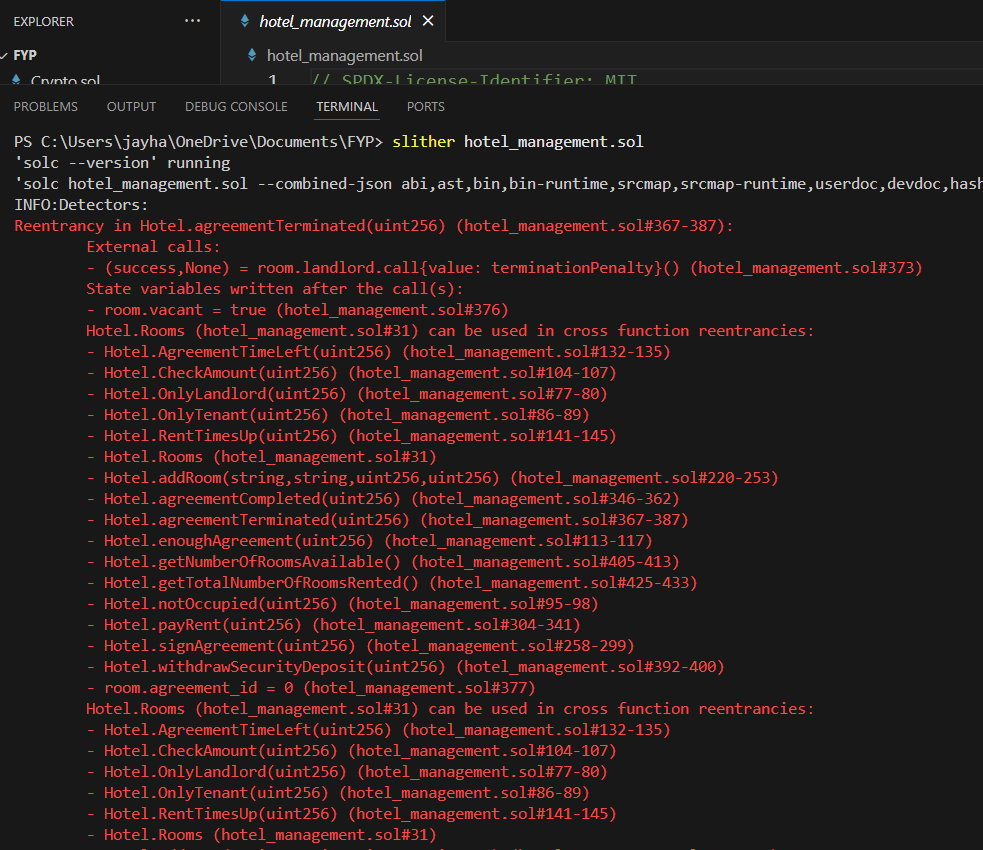 EXPLORER
···
hotel_management.sol
FYP
hotel_management.sol
Crypto.sol
1 // SPDX-License-Identifier: MIT
PROBLEMS OUTPUT DEBUG CONSOLE TERMINAL PORTS
PS C:\Users\jayha\OneDrive\Documents\FYP> slither hotel_management.sol
'solc --version' running
'solc hotel_management.sol --combined-json abi,ast,bin,bin-runtime,srcmap,srcmap-runtime,userdoc,devdoc,hash
INFO:Detectors:
Reentrancy in Hotel.agreementTerminated(uint256) (hotel_management.sol#367-387):
External calls:
- (success,None) = room.landlord.call{value: terminationPenalty}() (hotel_management.sol#373)
State variables written after the call(s):
- room.vacant = true (hotel_management.sol#376)
Hotel.Rooms (hotel_management.sol#31) can be used in cross function reentrancies:
- Hotel.AgreementTimeLeft(uint256) (hotel_management.sol#132-135)
- Hotel.CheckAmount(uint256) (hotel_management.sol#104-107)
- Hotel.OnlyLandlord(uint256) (hotel_management.sol#77-80)
- Hotel.OnlyTenant(uint256) (hotel_management.sol#86-89)
- Hotel.RentTimesUp(uint256) (hotel_management.sol#141-145)
- Hotel.Rooms (hotel_management.sol#31)
- Hotel.addRoom(string,string,uint256,uint256) (hotel_management.sol#220-253)
- Hotel.agreementCompleted(uint256) (hotel_management.sol#346-362)
- Hotel.agreementTerminated(uint256) (hotel_management.sol#367-387)
- Hotel.enoughAgreement(uint256) (hotel_management.sol#113-117)
- Hotel.getNumberOfRoomsAvailable() (hotel_management.sol#405-413)
- Hotel.getTotalNumberOfRoomsRented() (hotel_management.sol#425-433)
- Hotel.notOccupied(uint256) (hotel_management.sol#95-98)
- Hotel.payRent(uint256) (hotel_management.sol#304-341)
- Hotel.signAgreement(uint256) (hotel_management.sol#258-299)
- Hotel.withdrawSecurityDeposit(uint256) (hotel_management.sol#392-400)
- room.agreement_id = 0 (hotel_management.sol#377)
Hotel.Rooms (hotel_management.sol#31) can be used in cross function reentrancies:
- Hotel.AgreementTimeLeft(uint256) (hotel_management.sol#132-135)
- Hotel.CheckAmount(uint256) (hotel_management.sol#104-107)
- Hotel.OnlyLandlord(uint256) (hotel_management.sol#77-80)
- Hotel.OnlyTenant(uint256) (hotel_management.sol#86-89)
- Hotel.RentTimesUp(uint256) (hotel_management.sol#141-145)
- Hotel.Rooms (hotel_management.sol#31)